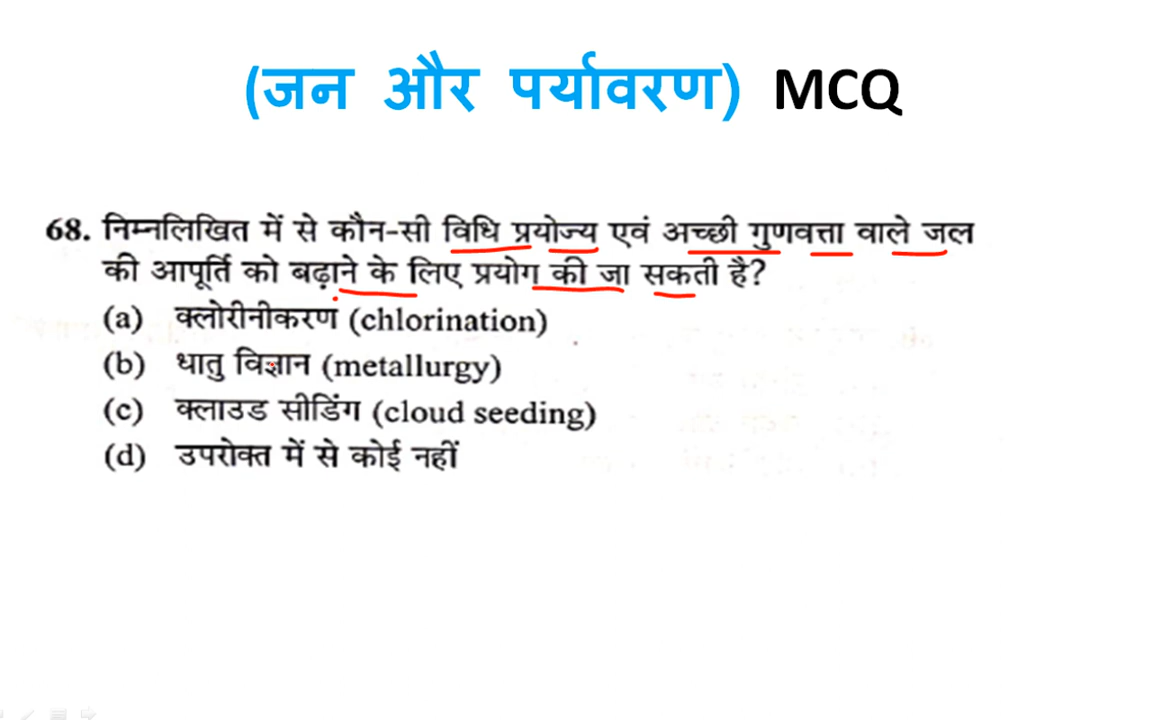 (जन और पर्यावरण) MCQ
68. निम्नलिखित में से कौन-सी विधि प्रयोज्य एवं अच्छी गुणवत्ता वाले जल
की आपूर्ति को बढ़ाने के लिए प्रयोग की जा सकती है?
(a) क्लोरीनीकरण (chlorination)
(b) धातु विज्ञान (metallurgy)
(c) क्लाउड सीडिंग (cloud seeding)
(d) उपरोक्त में से कोई नहीं